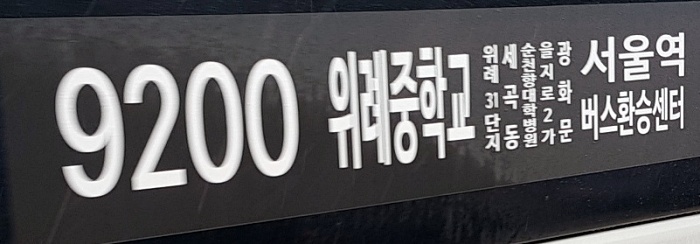 9200
위례중학교
위례31단지
세곡동
순천향대학병원
을지로2가
광화문
서울역
버스환승센터